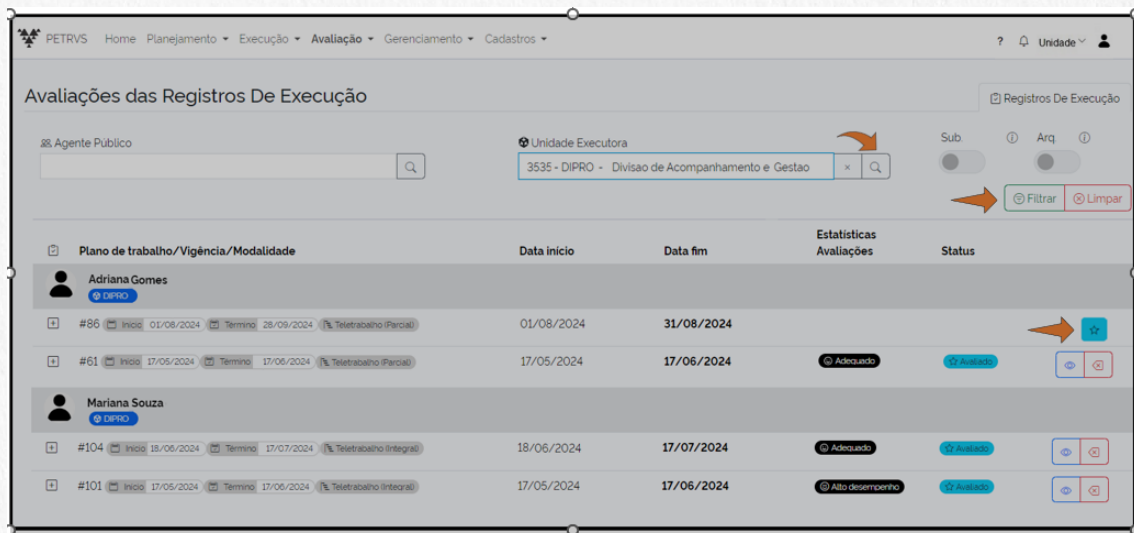 PETRVS Home Planejamento Execução Avaliação Gerenciamento Cadastros ? Unidade
Avaliações das Registros De Execução
Registros De Execução
Agente Público Unidade Executora Sub. Arq.
3535 - DIPRO - Divisao de Acompanhamento e Gestao ×
Filtrar Limpar
Plano de trabalho/Vigência/Modalidade Data início Data fim Estatísticas Avaliações Status
Adriana Gomes
DIPRO
#86 Início 01/08/2024 Término 28/09/2024 Teletrabalho (Parcial) 01/08/2024 31/08/2024
#61 Início 17/05/2024 Término 17/06/2024 Teletrabalho (Parcial) 17/05/2024 17/06/2024 Adequado Avaliado
Mariana Souza
DIPRO
#104 Início 18/06/2024 Término 17/07/2024 Teletrabalho (Integral) 18/06/2024 17/07/2024 Adequado Avaliado
#101 Início 17/05/2024 Término 17/06/2024 Teletrabalho (Integral) 17/05/2024 17/06/2024 Alto desempenho Avaliado